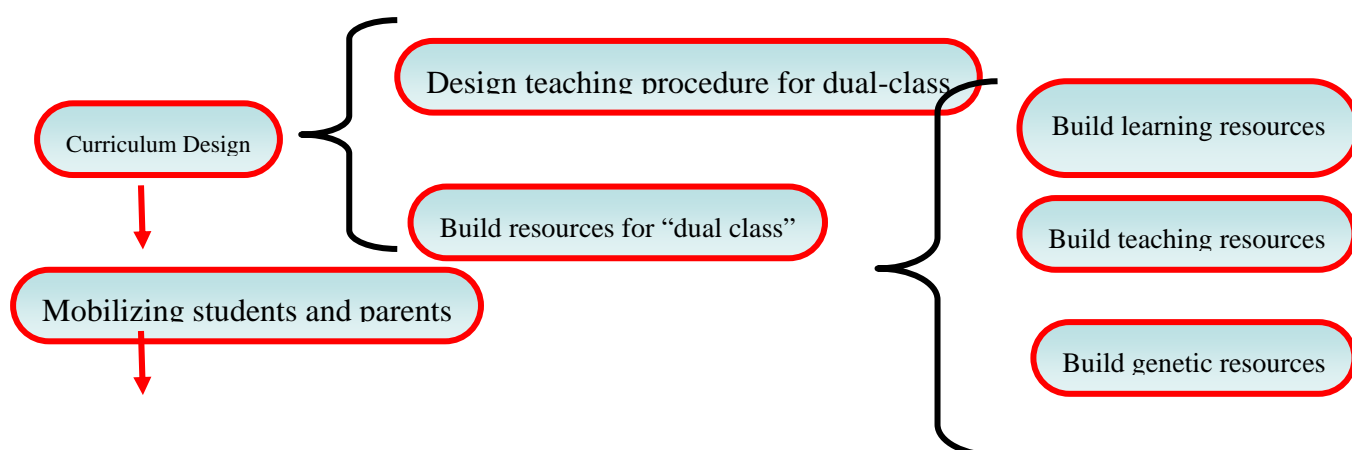 Design teaching procedure for dual-class
Curriculum Design
Build learning resources
Build resources for “dual class”
Build teaching resources
Mobilizing students and parents
Build genetic resources